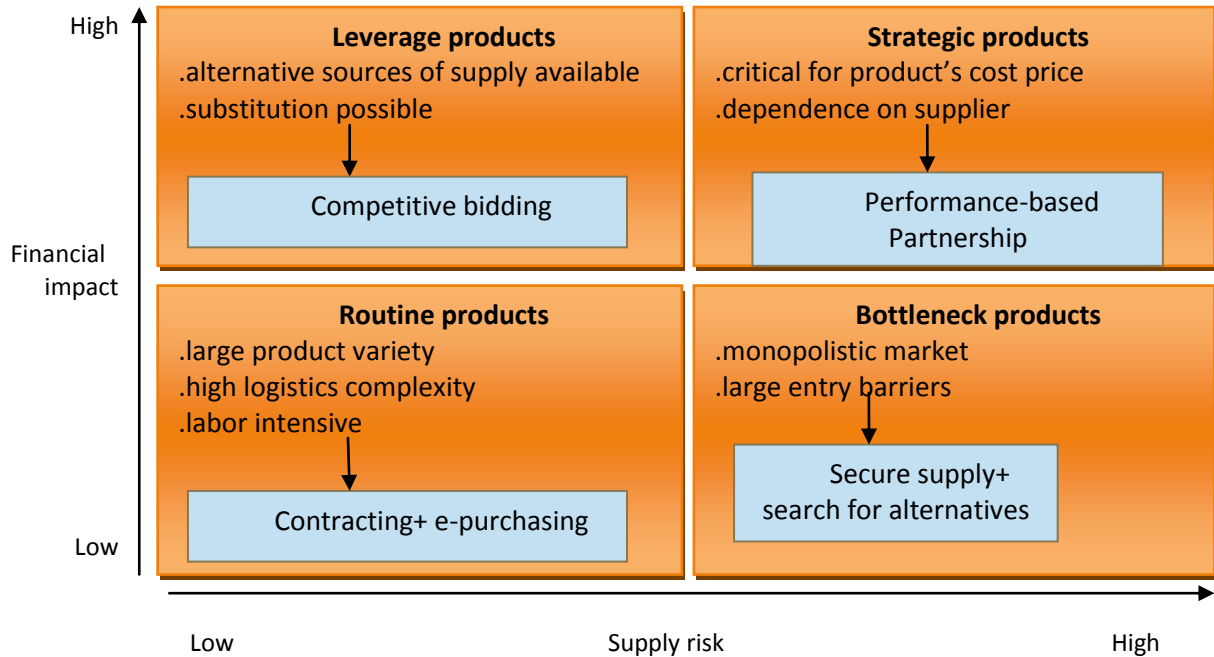 High
Leverage products
.alternative sources of supply available
.substitution possible
Competitive bidding
Strategic products
.critical for product’s cost price
.dependence on supplier
Performance-based
Partnership
Financial
impact
Routine products
.large product variety
.high logistics complexity
.labor intensive
Contracting+ e-purchasing
Bottleneck products
.monopolistic market
.large entry barriers
Secure supply+
search for alternatives
Low
Low
Supply risk
High